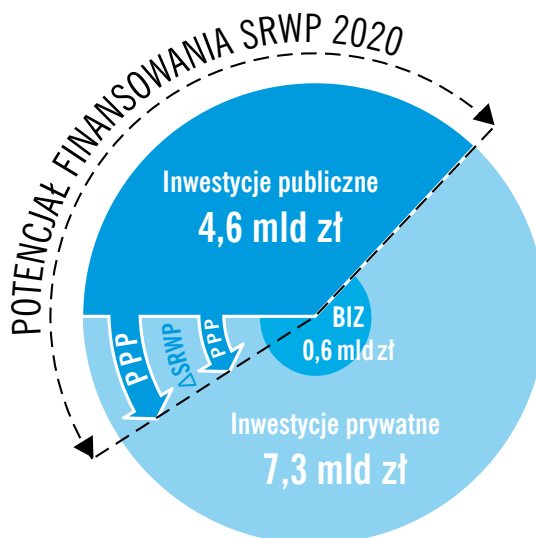 POTENCJAŁ FINANSOWANIA SRWP 2020
Inwestycje publiczne
4,6 mld zł
BIZ
0,6 mld zł
PPP
△SRWP
PPP
Inwestycje prywatne
7,3 mld zł